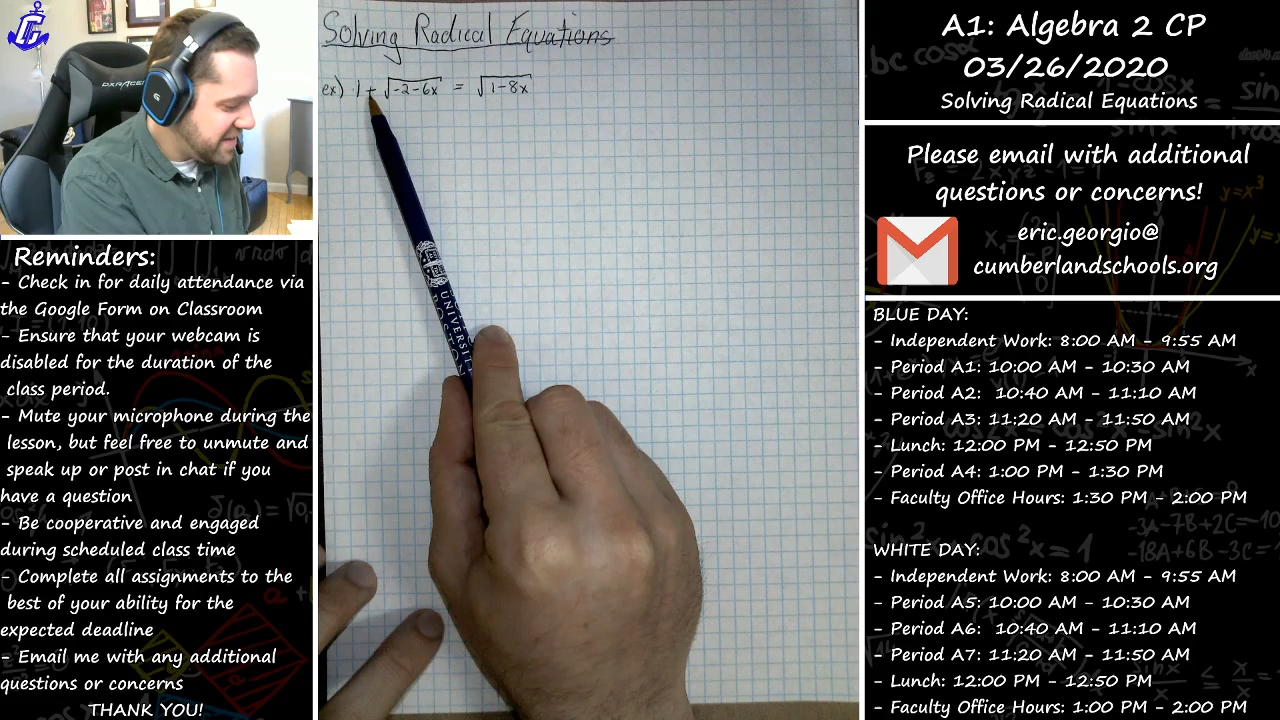 DXRACER
Solving Radical Equations
ex) 1 + √-2-6x = √1-8x
UNIVERSITY
BOSTON
Reminders:
- Check in for daily attendance via
the Google Form on Classroom
- Ensure that your webcam is
disabled for the duration of the
class period.
- Mute your microphone during the
lesson, but feel free to unmute and
speak up or post in chat if you
have a question
- Be cooperative and engaged
during scheduled class time
- Complete all assignments to the
best of your ability for the
expected deadline
- Email me with any additional
questions or concerns
THANK YOU!
A1: Algebra 2 CP
03/26/2020
Solving Radical Equations
Please email with additional
questions or concerns!
eric.georgio@
cumberlandschools.org
BLUE DAY:
- Independent Work: 8:00 AM - 9:55 AM
- Period A1: 10:00 AM - 10:30 AM
- Period A2: 10:40 AM - 11:10 AM
- Period A3: 11:20 AM - 11:50 AM
- Lunch: 12:00 PM - 12:50 PM
- Period A4: 1:00 PM - 1:30 PM
- Faculty Office Hours: 1:30 PM - 2:00 PM
WHITE DAY:
- Independent Work: 8:00 AM - 9:55 AM
- Period A5: 10:00 AM - 10:30 AM
- Period A6: 10:40 AM - 11:10 AM
- Period A7: 11:20 AM - 11:50 AM
- Lunch: 12:00 PM - 12:50 PM
- Faculty Office Hours: 1:00 PM - 2:00 PM